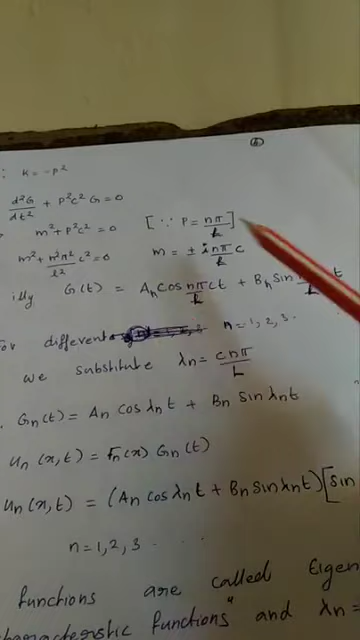 : K = -p²
d²G/dt² + p²c² G = 0
m² + p²c² = 0 [∵ p = nπ/L]
m² + n²π²/l² c² = 0 m = ± i nπ/L c
illy G(t) = An cos nπ/L ct + Bn sin t
For different n = 1, 2, 3.
we substitute λn = cnπ/L
Gn(t) = An cos λnt + Bn sin λnt
un(x,t) = Fn(x) Gn(t)
un(x,t) = (An cos λnt + Bn sin λnt)[sin
n = 1, 2, 3 . . .
functions are called Eigen
characteristic functions" and λn =